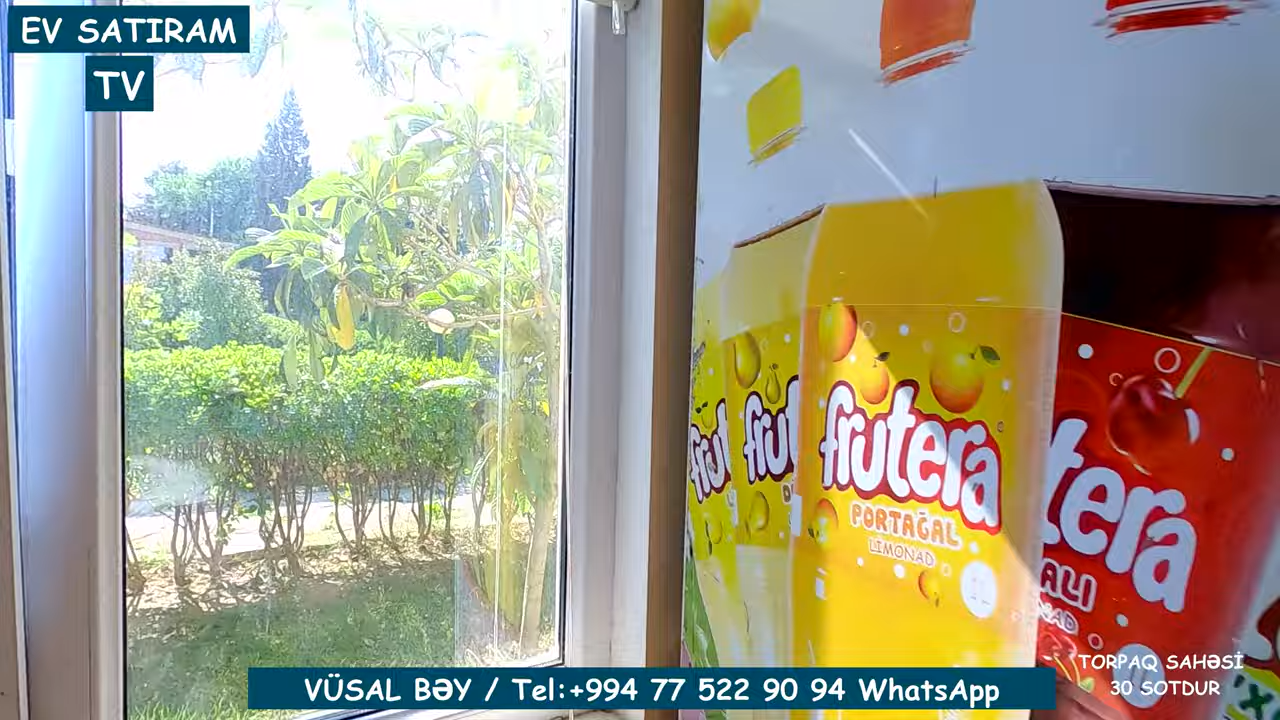 EV SATIRAM
TV
frutera
PORTAĞAL
LIMONAD
tera
ALI
NAD
VÜSAL BƏY / Tel:+994 77 522 90 94 WhatsApp
TORPAQ SAHƏSİ
30 SOTDUR